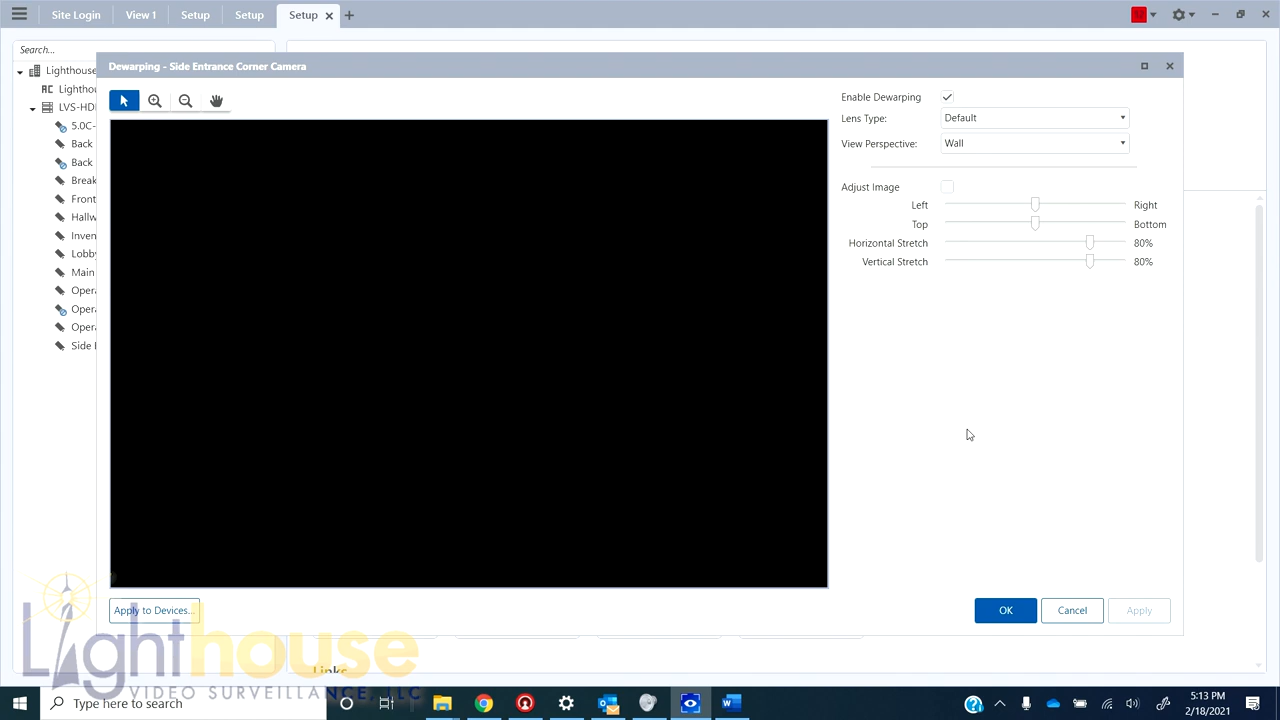 Site Login
View 1
Setup
Setup
Setup
Search...
Lighthouse
Lightho
LVS-HD
5.0C-
Back
Back
Break
Front
Hallw
Inven
Lobby
Main
Opera
Opera
Opera
Side
Dewarping - Side Entrance Corner Camera
Enable Dewarping
Lens Type: Default
View Perspective: Wall
Adjust Image
Left Right
Top Bottom
Horizontal Stretch 80%
Vertical Stretch 80%
Apply to Devices...
OK Cancel Apply
Links
Lighthouse
VIDEO SURVEILLANCE, LLC
Type here to search
5:13 PM
2/18/2021